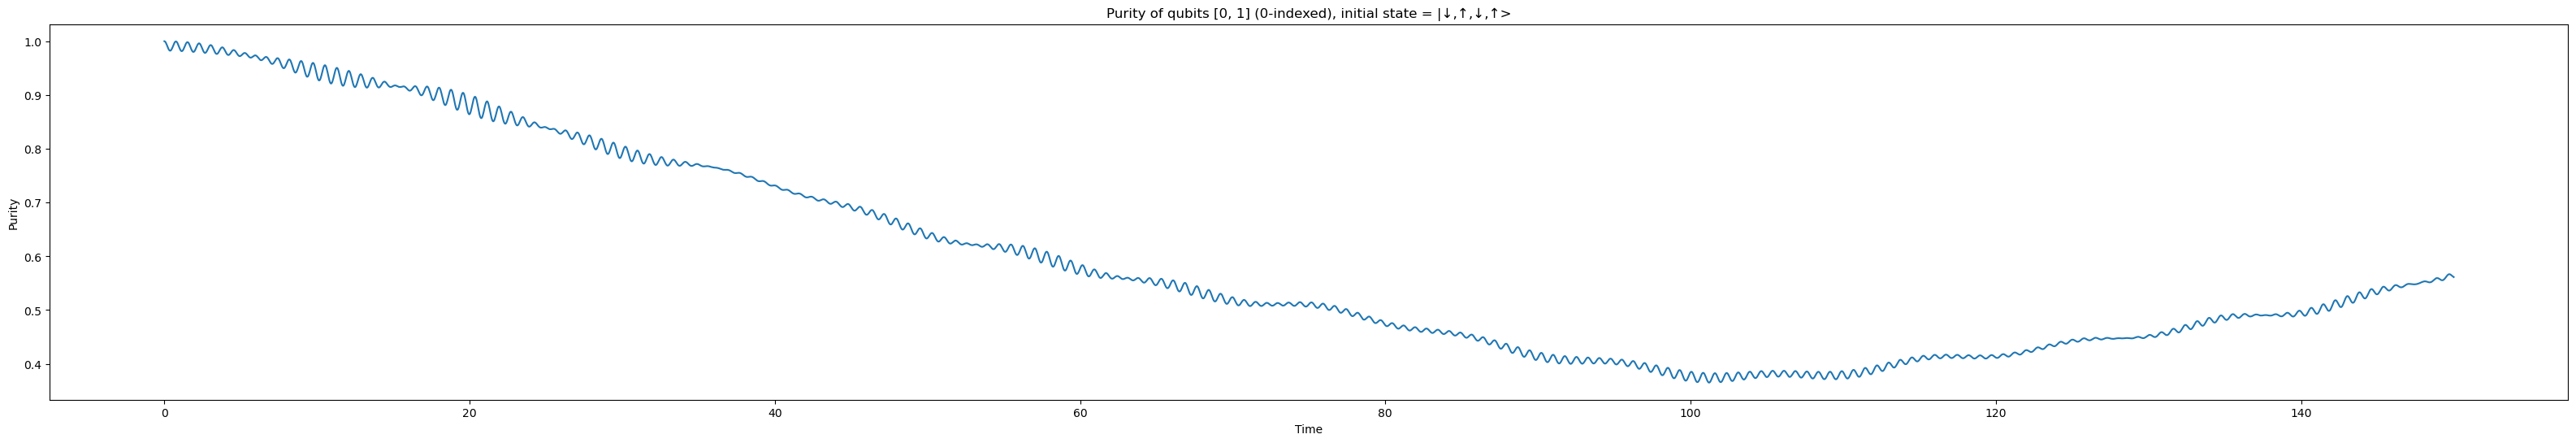 Purity of qubits [0, 1] (0-indexed), initial state = |↓,↑,↓,↑>
1.0
0.9
0.8
0.7
0.6
0.5
0.4
Purity
0 20 40 60 80 100 120 140
Time